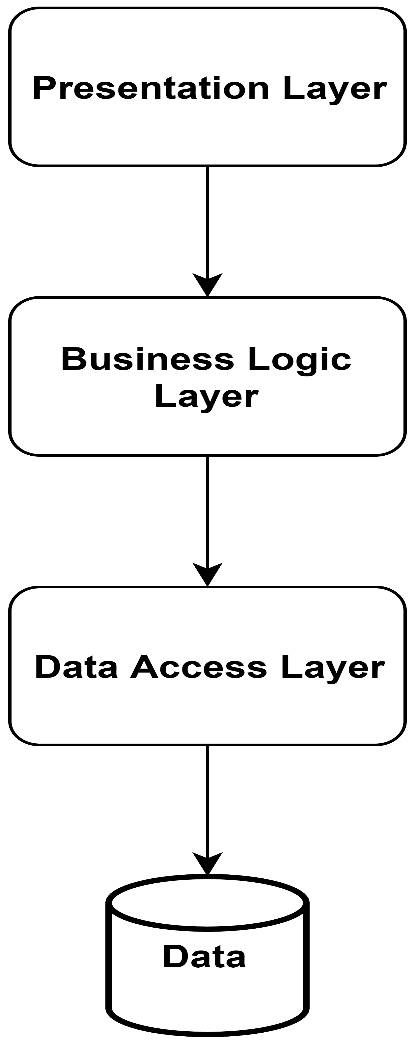 Presentation Layer
Business Logic
Layer
Data Access Layer
Data